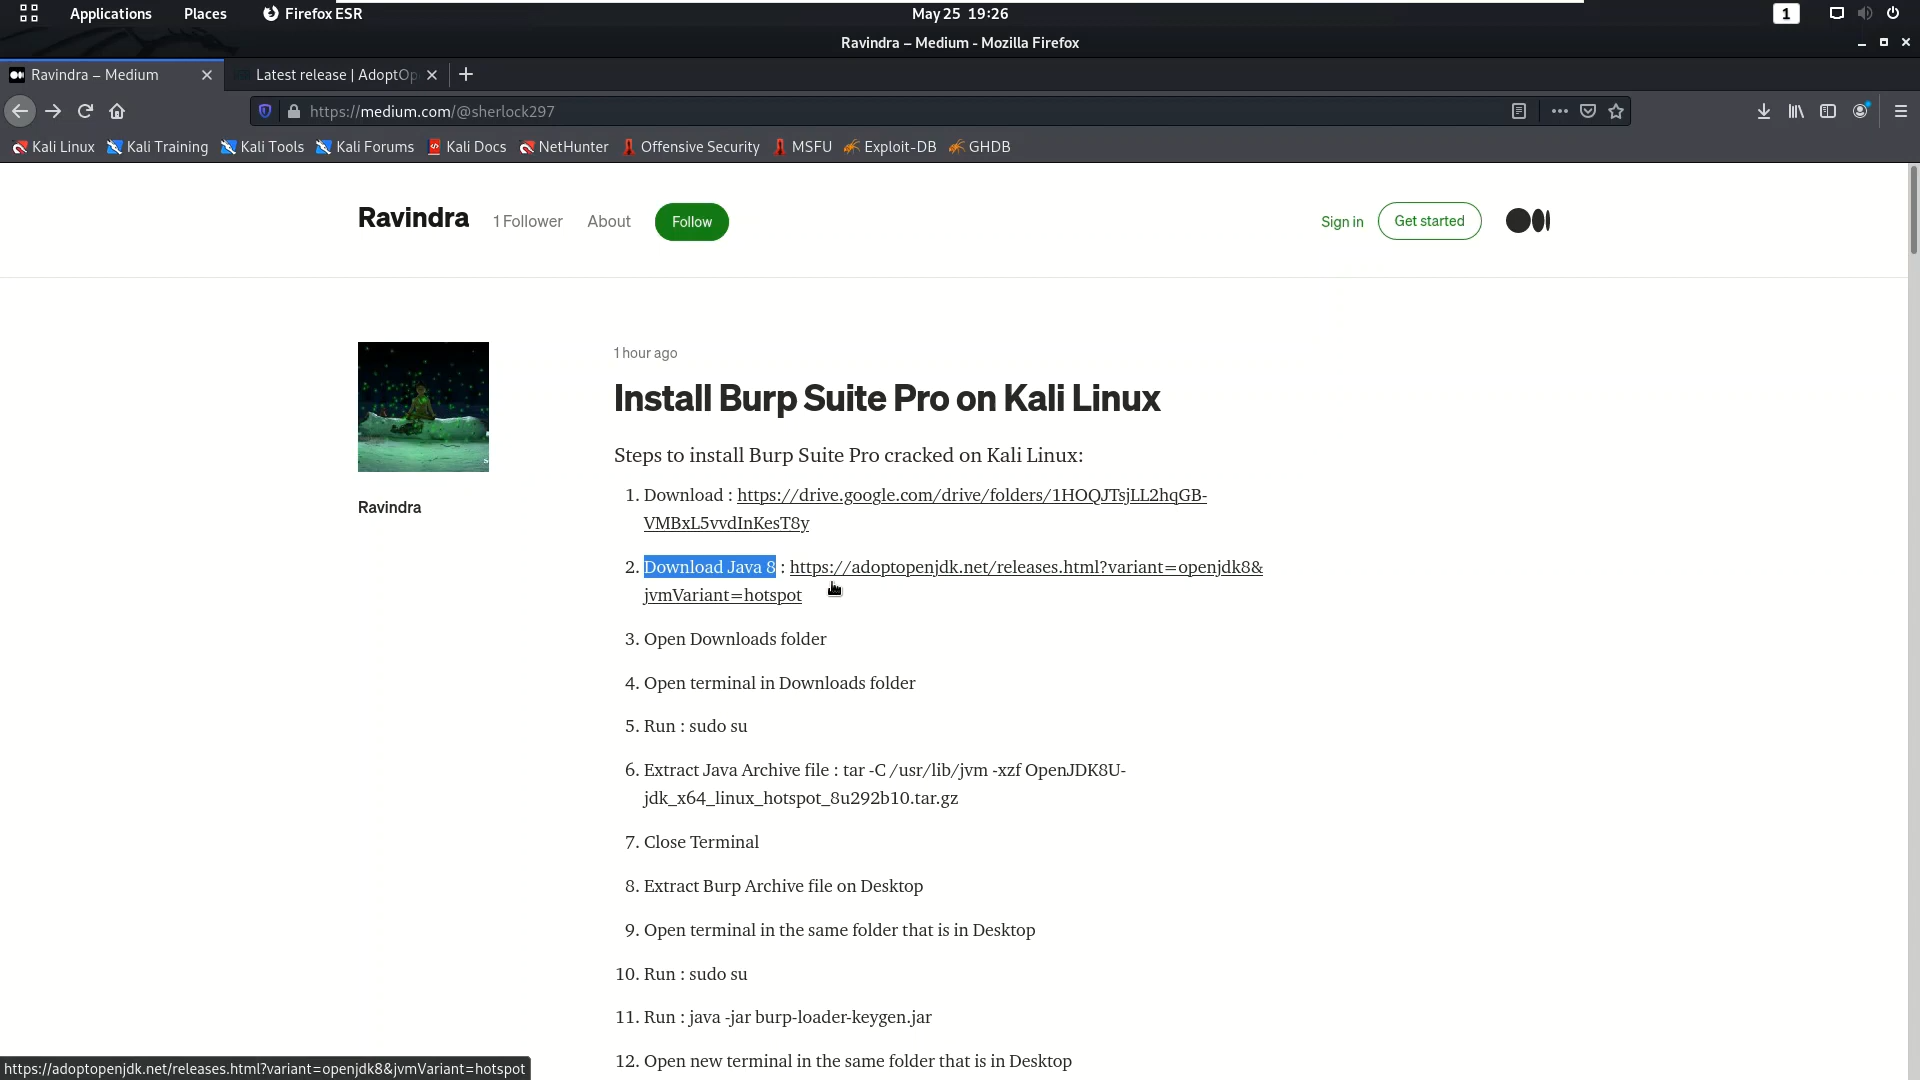 Applications Places Firefox ESR May 25 19:26 1
Ravindra – Medium - Mozilla Firefox
Ravindra – Medium Latest release | AdoptOp
https://medium.com/@sherlock297
Kali Linux Kali Training Kali Tools Kali Forums Kali Docs NetHunter Offensive Security MSFU Exploit-DB GHDB
Ravindra 1 Follower About Follow Sign in Get started
1 hour ago
Install Burp Suite Pro on Kali Linux
Steps to install Burp Suite Pro cracked on Kali Linux:
1. Download : https://drive.google.com/drive/folders/1HOQJTsjLL2hqGB-
VMBxL5vvdInKesT8y
Ravindra
2. Download Java 8 : https://adoptopenjdk.net/releases.html?variant=openjdk8&
jvmVariant=hotspot
3. Open Downloads folder
4. Open terminal in Downloads folder
5. Run : sudo su
6. Extract Java Archive file : tar -C /usr/lib/jvm -xzf OpenJDK8U-
jdk_x64_linux_hotspot_8u292b10.tar.gz
7. Close Terminal
8. Extract Burp Archive file on Desktop
9. Open terminal in the same folder that is in Desktop
10. Run : sudo su
11. Run : java -jar burp-loader-keygen.jar
12. Open new terminal in the same folder that is in Desktop
https://adoptopenjdk.net/releases.html?variant=openjdk8&jvmVariant=hotspot